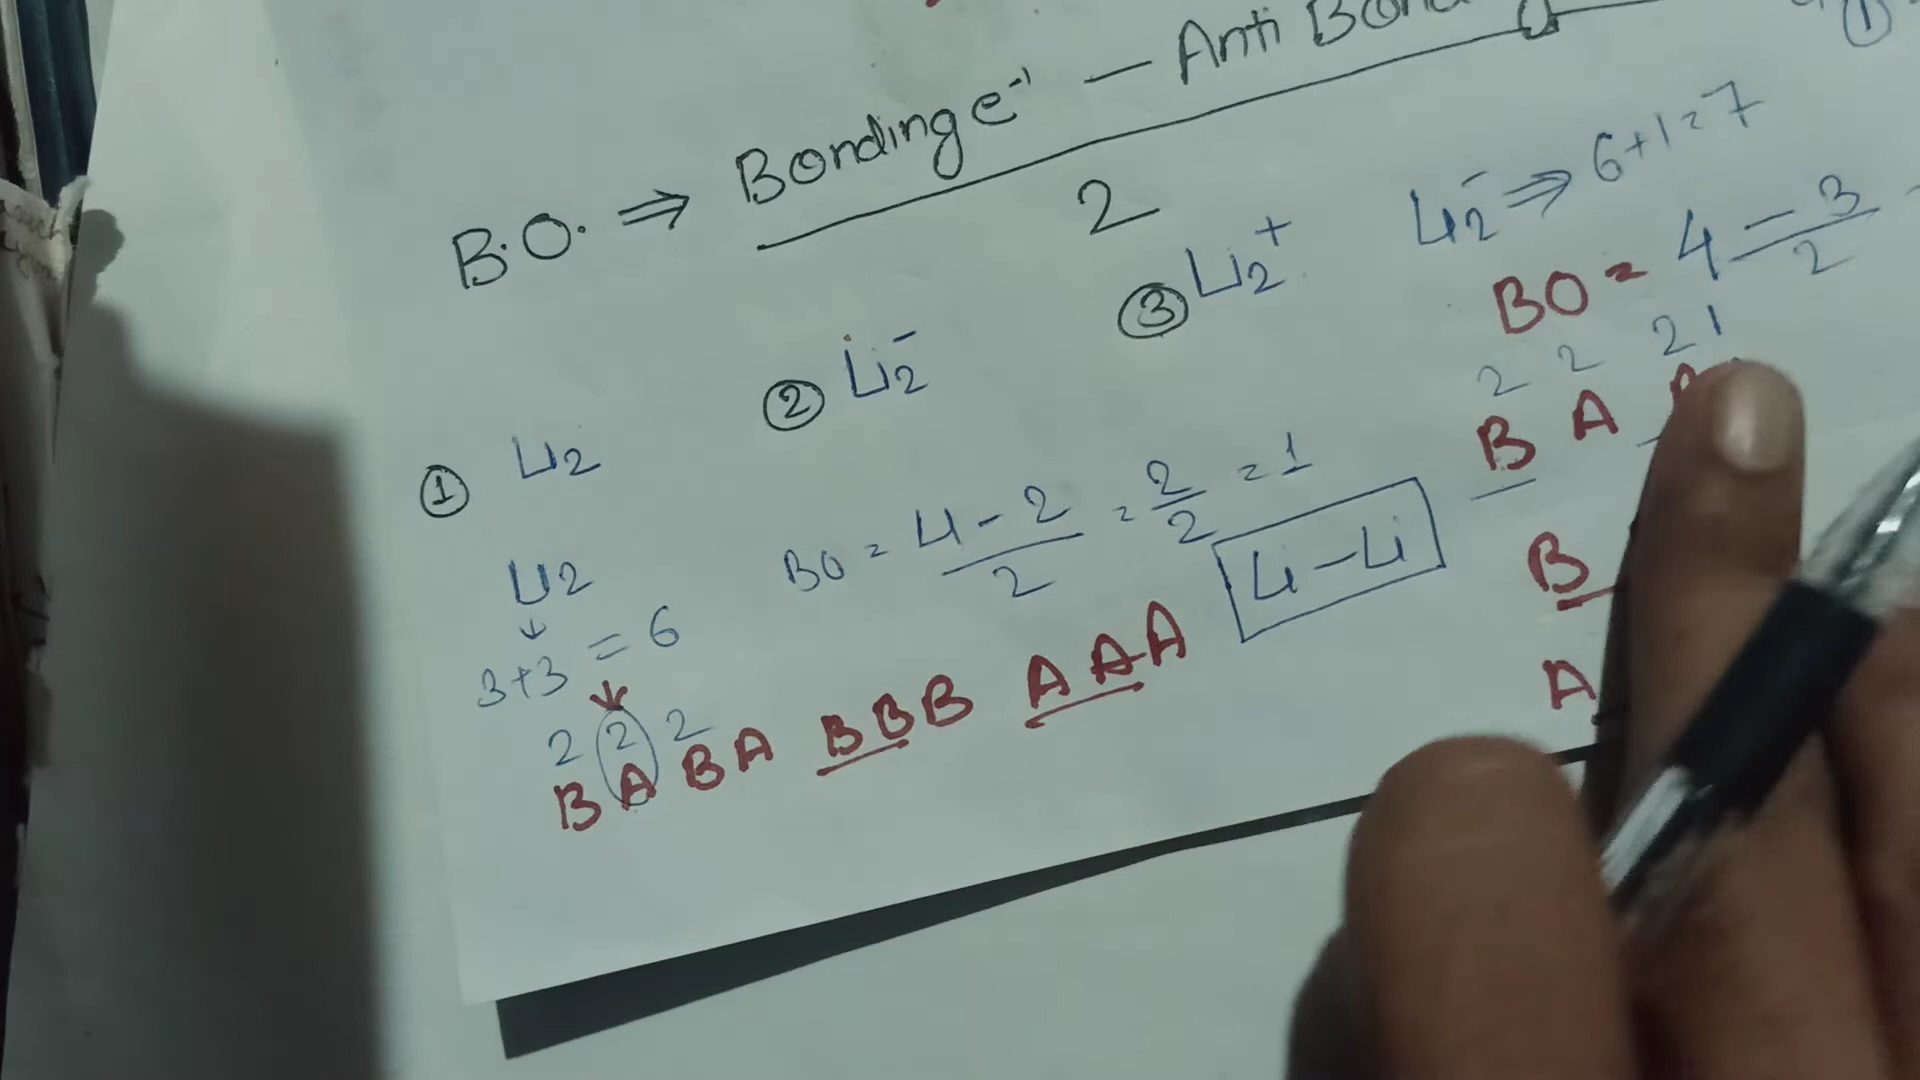 B.O. ⇒ Bonding e⁻¹ — Anti
2
① Li2
② Li2⁻
③ Li2⁺
Li2
↓
3+3 = 6
2 2 2
B A B A BBB AAA
BO = 4-2/2 = 2/2 = 1
Li-Li
Li2⁻ ⇒ 6+1=7
BO = 4-3/2
2 2 2 1
B A
B
A
①